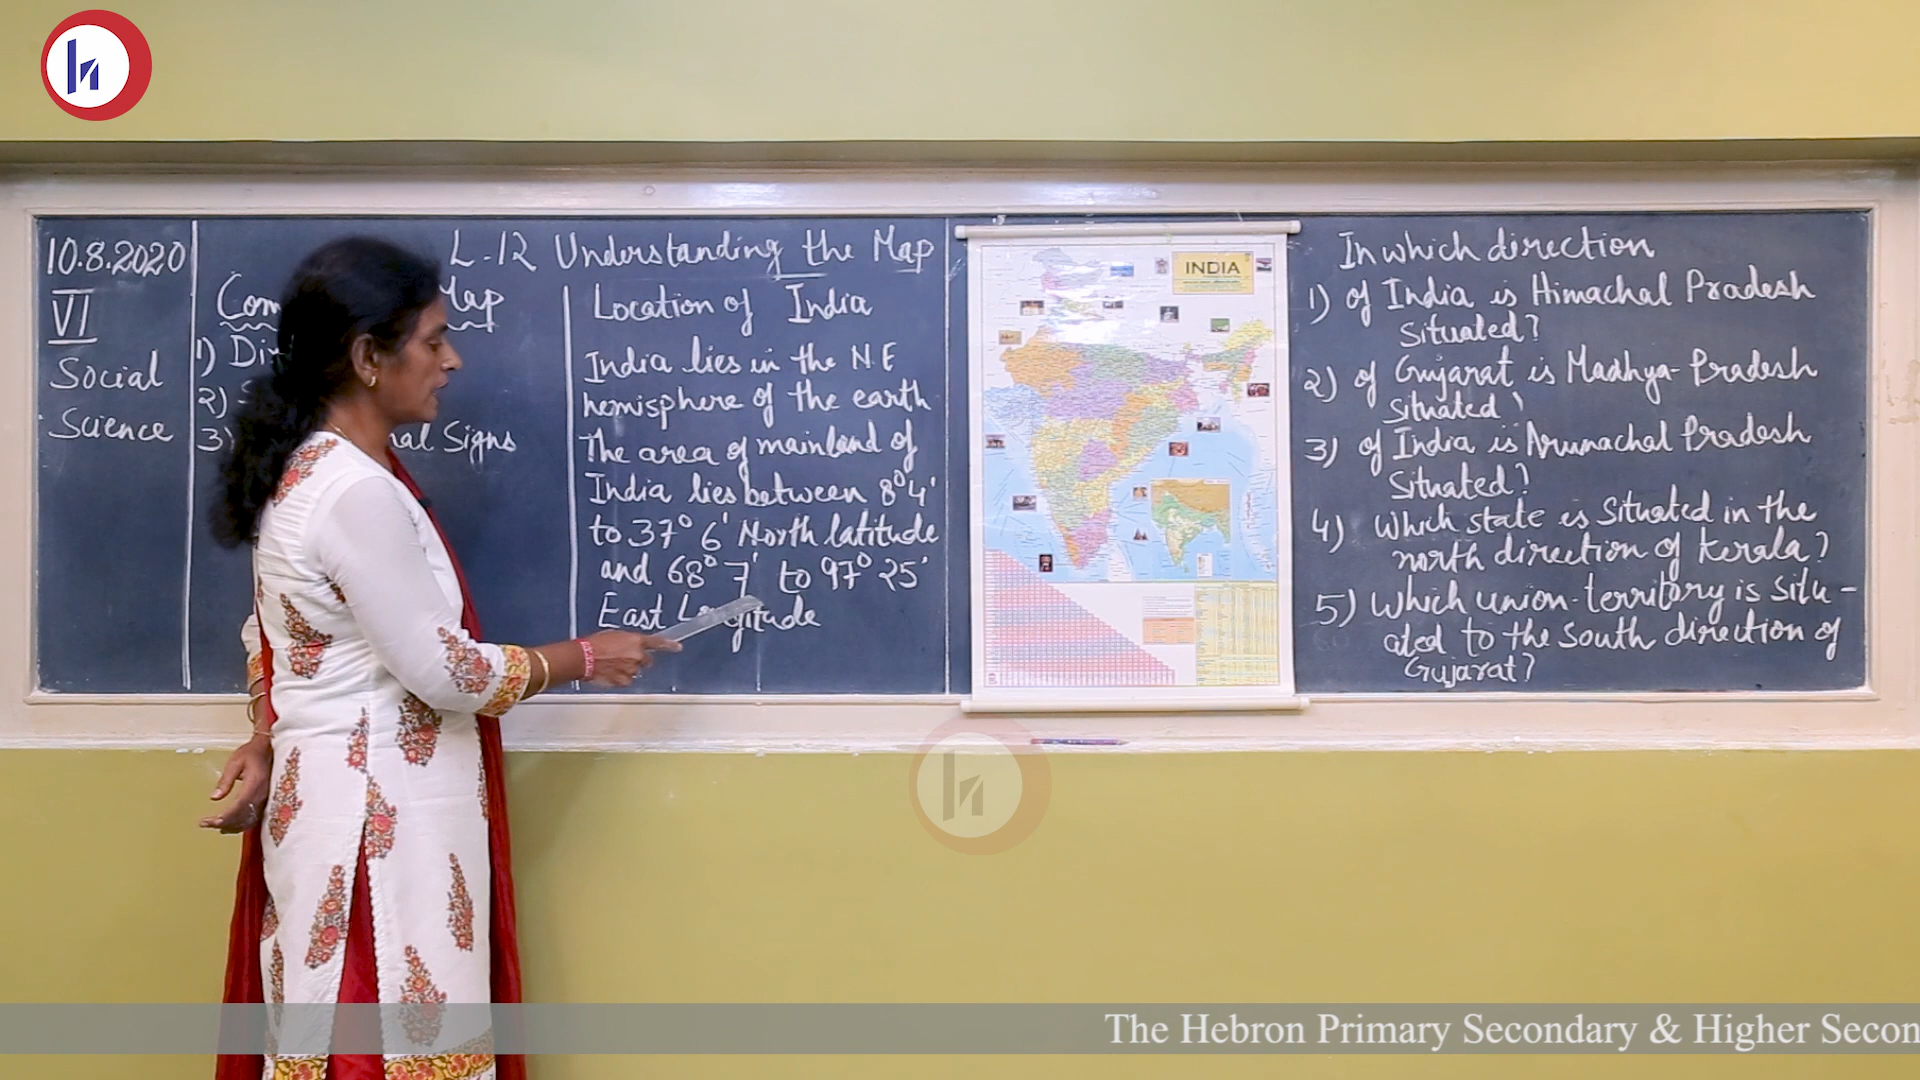 10.8.2020
VI
Social
Science
L-12 Understanding the Map
Map
1)
2)
3) Signs
Location of India
India lies in the N.E
hemisphere of the earth
The area of mainland of
India lies between 8° 4'
to 37° 6' North latitude
and 68° 7' to 97° 25'
East
INDIA
In which direction
1) of India is Himachal Pradesh
Situated?
2) of Gujarat is Madhya-Pradesh
Situated?
3) of India is Arunachal Pradesh
Situated?
4) Which state is Situated in the
north direction of Kerala?
5) Which union-territory is situ-
ated to the South direction of
Gujarat?
The Hebron Primary Secondary & Higher Secon